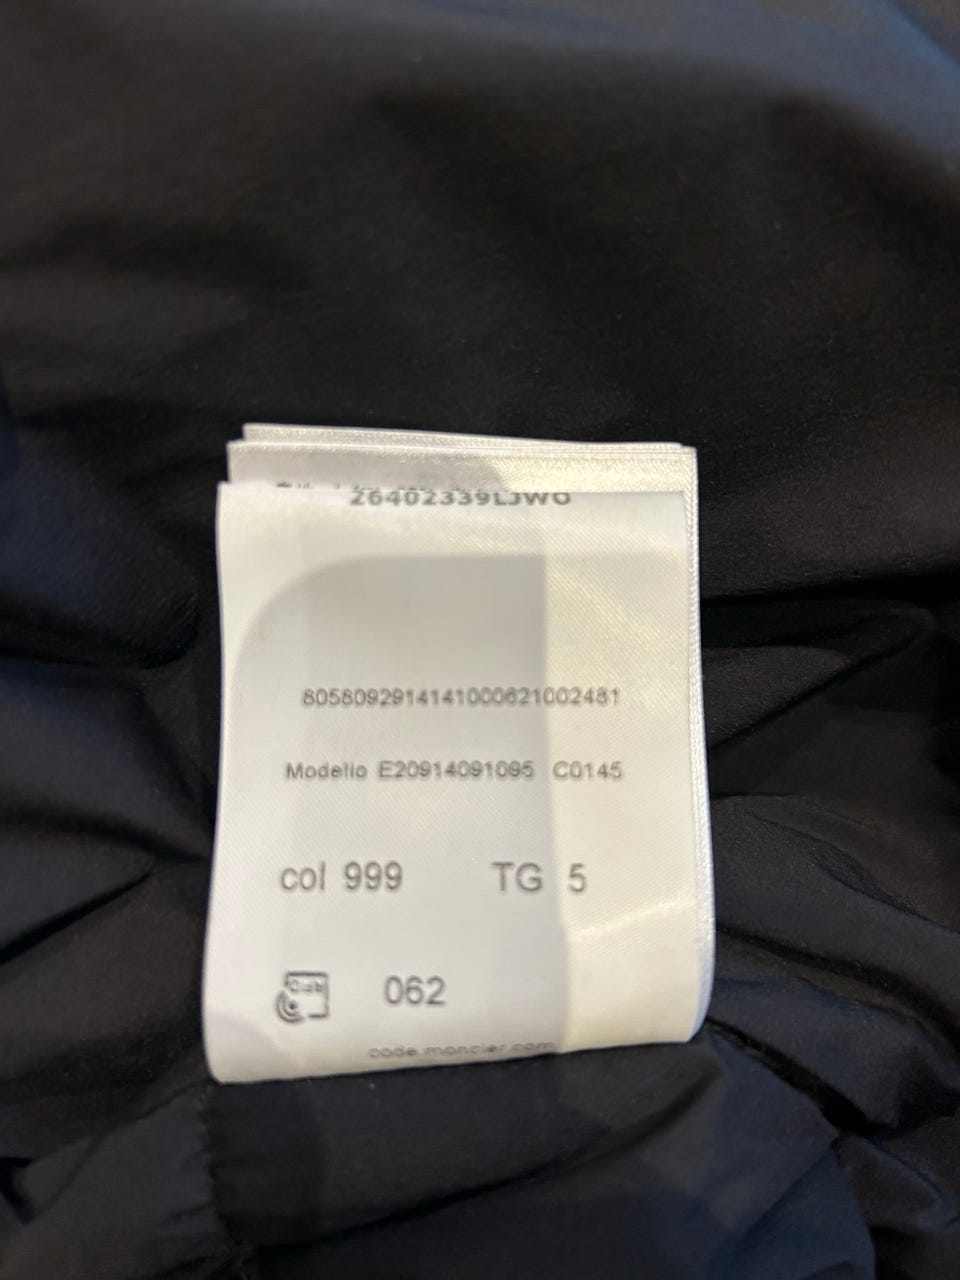 26402339LJWO
8058092914141000621002481
Modello E20914091095 C0145
col 999 TG 5
062
code.moncler.com